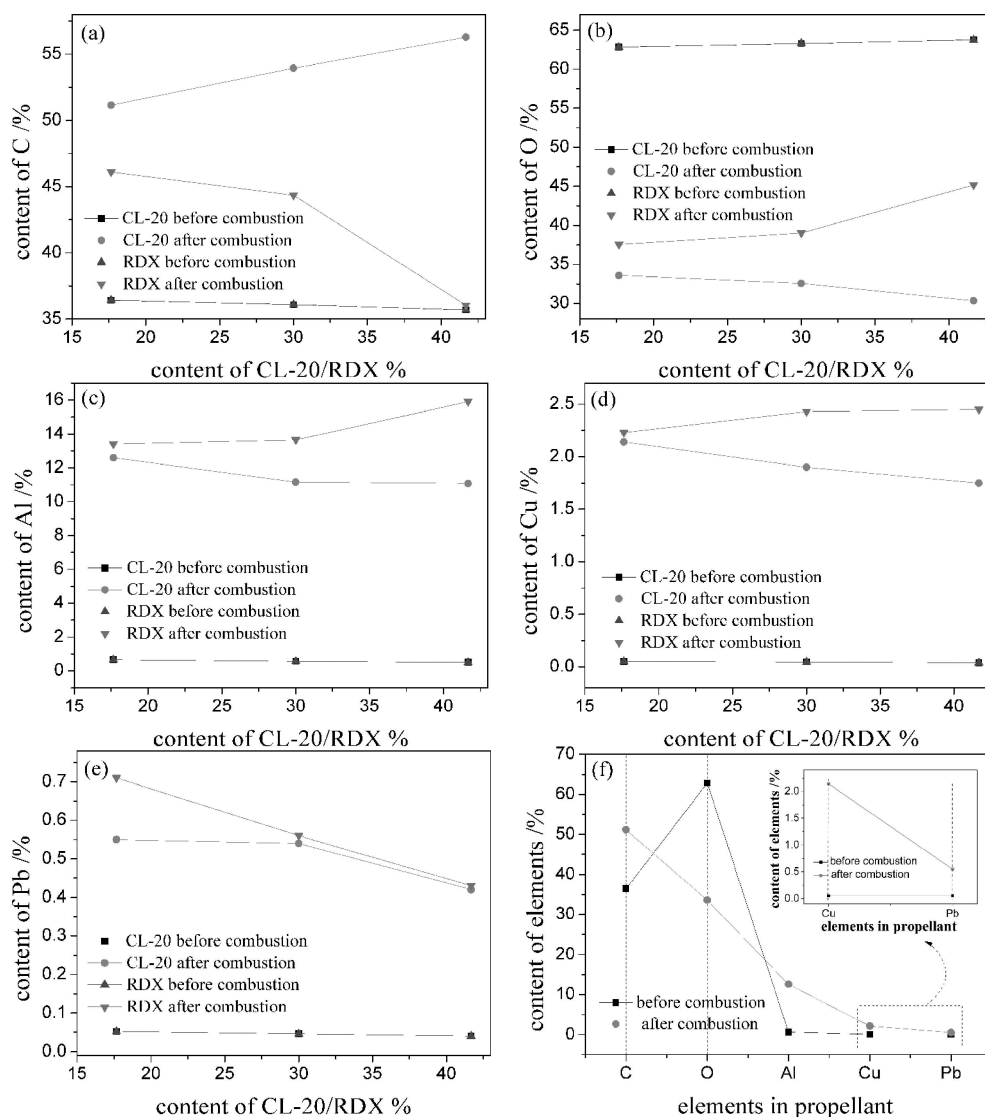 (a)
content of C /%
55
50
45
40
35
CL-20 before combustion
CL-20 after combustion
RDX before combustion
RDX after combustion
15 20 25 30 35 40
content of CL-20/RDX %
(b)
content of O /%
65
60
55
50
45
40
35
30
CL-20 before combustion
CL-20 after combustion
RDX before combustion
RDX after combustion
15 20 25 30 35 40
content of CL-20/RDX %
(c)
content of Al /%
16
14
12
10
8
6
4
2
0
CL-20 before combustion
CL-20 after combustion
RDX before combustion
RDX after combustion
15 20 25 30 35 40
content of CL-20/RDX %
(d)
content of Cu /%
2.5
2.0
1.5
1.0
0.5
0.0
CL-20 before combustion
CL-20 after combustion
RDX before combustion
RDX after combustion
15 20 25 30 35 40
content of CL-20/RDX %
(e)
content of Pb /%
0.7
0.6
0.5
0.4
0.3
0.2
0.1
0.0
CL-20 before combustion
CL-20 after combustion
RDX before combustion
RDX after combustion
15 20 25 30 35 40
content of CL-20/RDX %
(f)
content of elements /%
70
60
50
40
30
20
10
0
before combustion
after combustion
C O Al Cu Pb
elements in propellant
content of elements /%
2.0
1.5
1.0
0.5
0.0
before combustion
after combustion
Cu Pb
elements in propellant